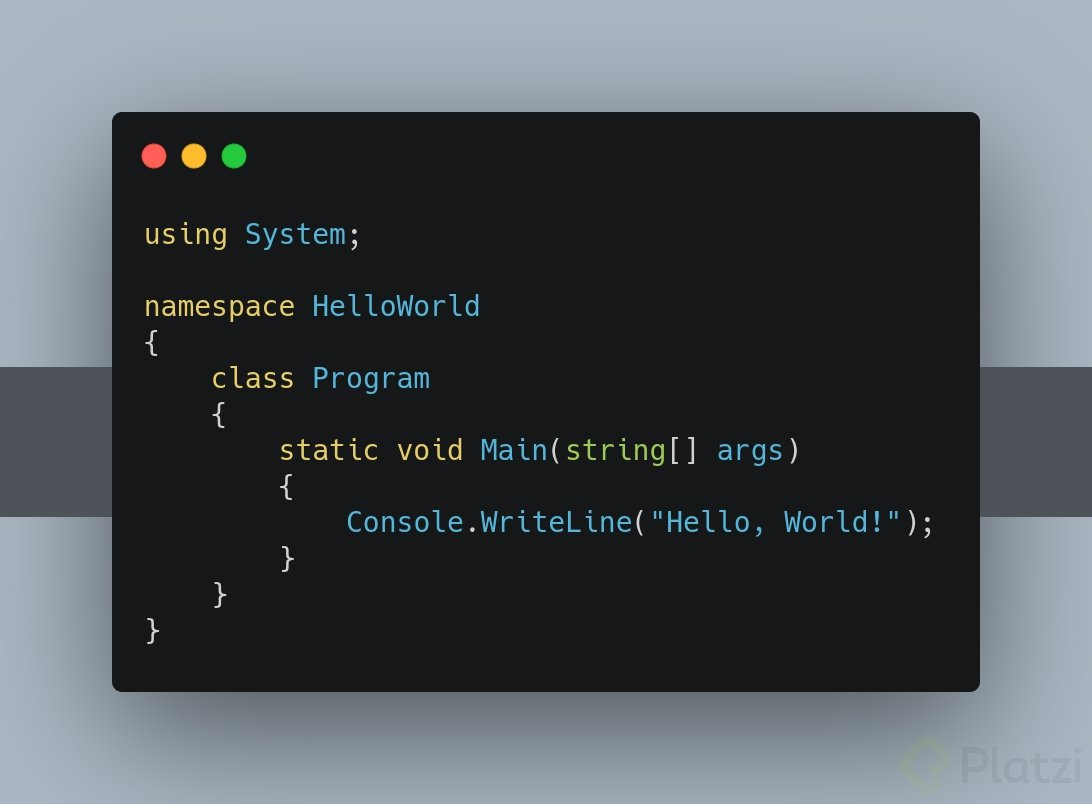 using System;

namespace HelloWorld
{
    class Program
    {
        static void Main(string[] args)
        {
            Console.WriteLine("Hello, World!");
        }
    }
}
Platzi